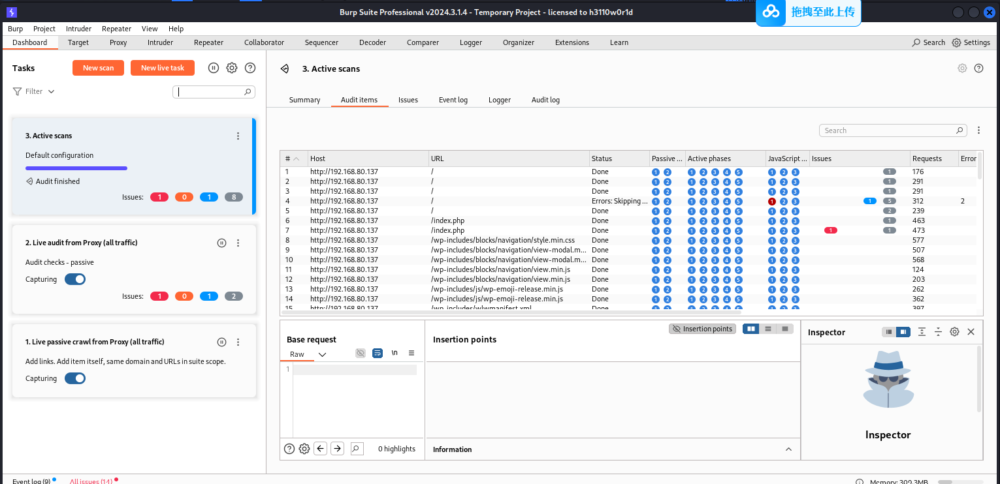 Burp Suite Professional v2024.3.1.4 - Temporary Project - licensed to h3110w0r1d
拖拽至此上传
Burp Project Intruder Repeater View Help
Dashboard Target Proxy Intruder Repeater Collaborator Sequencer Decoder Comparer Logger Organizer Extensions Learn Search Settings
Tasks New scan New live task
Filter
3. Active scans
Default configuration
Audit finished
Issues: 1 0 1 8
2. Live audit from Proxy (all traffic)
Audit checks - passive
Capturing
Issues: 1 0 1 2
1. Live passive crawl from Proxy (all traffic)
Add links. Add item itself, same domain and URLs in suite scope.
Capturing
3. Active scans
Summary Audit items Issues Event log Logger Audit log
Search
# Host URL Status Passive ... Active phases JavaScript ... Issues Requests Error
1 http://192.168.80.137 / Done 1 2 1 2 3 4 5 1 2 3 1 176
2 http://192.168.80.137 / Done 1 2 1 2 3 4 5 1 2 3 1 291
3 http://192.168.80.137 / Done 1 2 1 2 3 4 5 1 2 3 1 291
4 http://192.168.80.137 / Errors: Skipping ... 1 2 1 2 3 4 5 1 2 3 1 5 312 2
5 http://192.168.80.137 / Done 1 2 1 2 3 4 5 1 2 3 2 239
6 http://192.168.80.137 /index.php Done 1 2 1 2 3 4 5 1 2 3 1 463
7 http://192.168.80.137 /index.php Done 1 2 1 2 3 4 5 1 2 3 1 1 473
8 http://192.168.80.137 /wp-includes/blocks/navigation/style.min.css Done 1 2 1 2 3 4 5 1 2 3 577
9 http://192.168.80.137 /wp-includes/blocks/navigation/view-modal.m... Done 1 2 1 2 3 4 5 1 2 3 507
10 http://192.168.80.137 /wp-includes/blocks/navigation/view-modal.m... Done 1 2 1 2 3 4 5 1 2 3 568
11 http://192.168.80.137 /wp-includes/blocks/navigation/view.min.js Done 1 2 1 2 3 4 5 1 2 3 124
12 http://192.168.80.137 /wp-includes/blocks/navigation/view.min.js Done 1 2 1 2 3 4 5 1 2 3 203
13 http://192.168.80.137 /wp-includes/js/wp-emoji-release.min.js Done 1 2 1 2 3 4 5 1 2 3 262
14 http://192.168.80.137 /wp-includes/js/wp-emoji-release.min.js Done 1 2 1 2 3 4 5 1 2 3 362
15 http://192.168.80.137 /wp-includes/wlwmanifest.xml Done 1 2 1 2 3 4 5 1 2 3 397
Base request
Raw \n
1
0 highlights
Insertion points
Insertion points
Information
Inspector
Inspector
Event log (9) All issues (14) Memory: 309.3MB